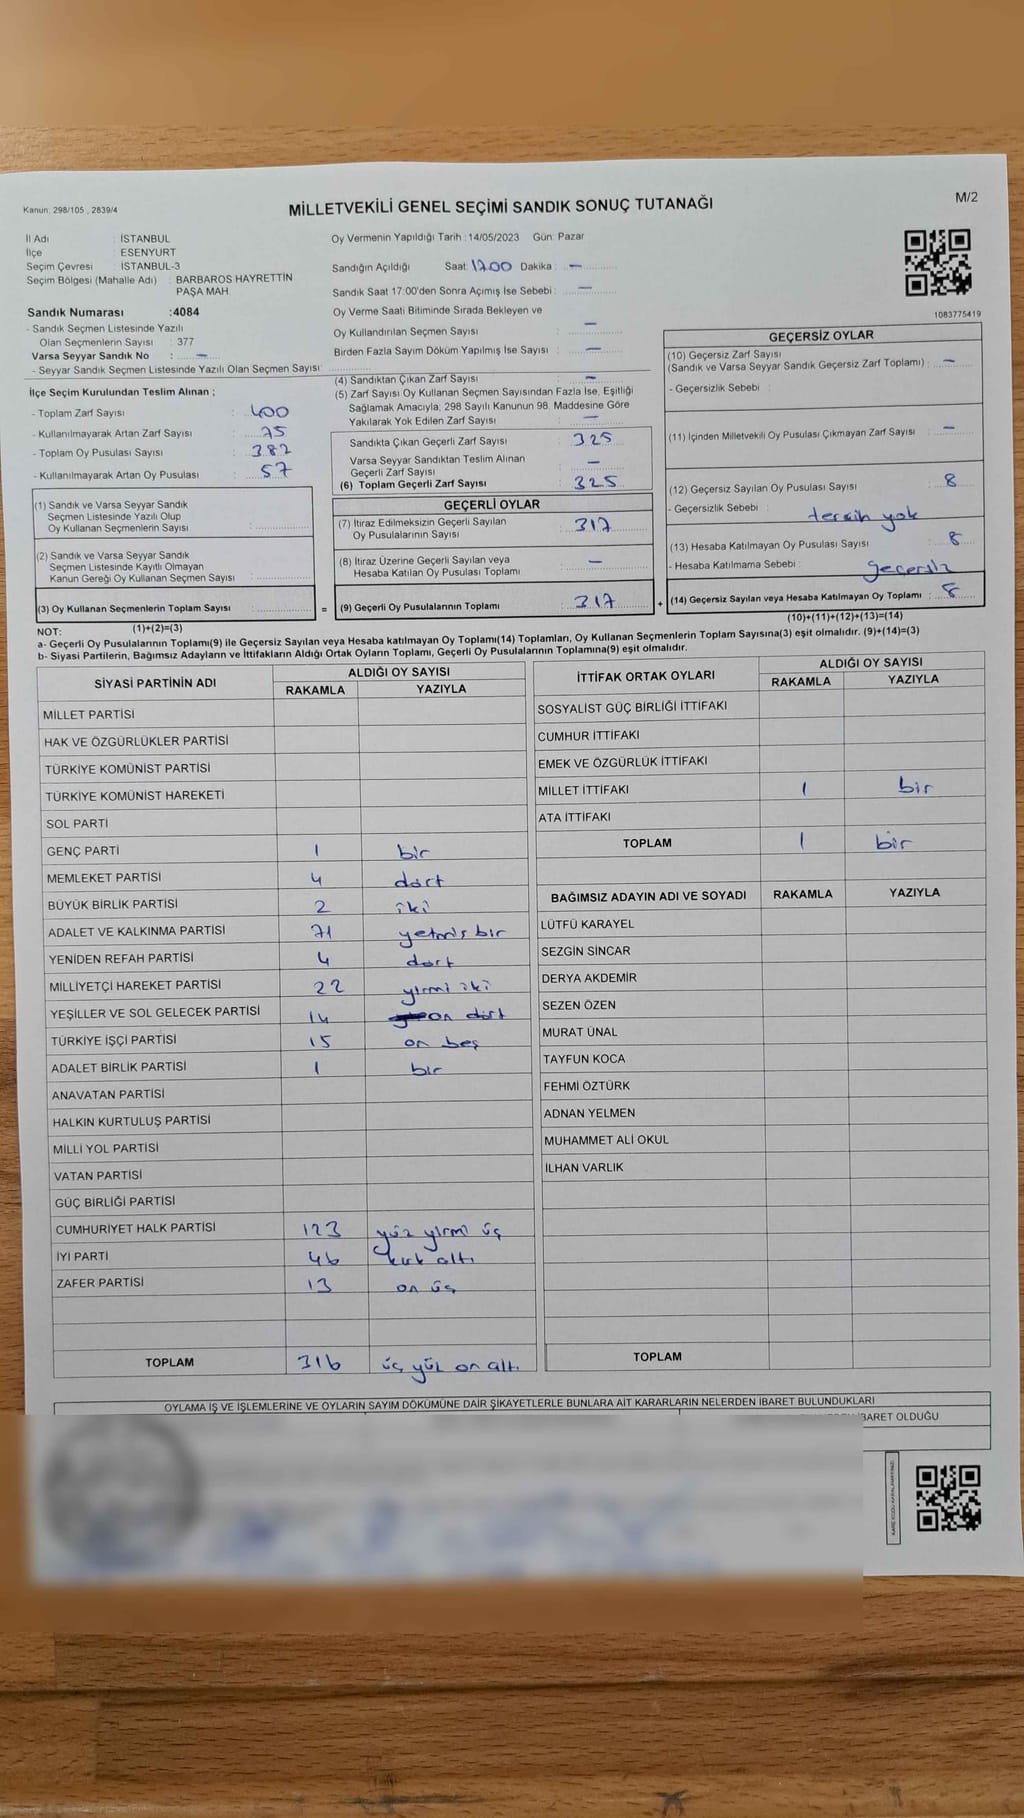 Kanun: 298/105 , 2839/4
MİLLETVEKİLİ GENEL SEÇİMİ SANDIK SONUÇ TUTANAĞI
M/2
İl Adı : İSTANBUL
İlçe : ESENYURT
Seçim Çevresi : İSTANBUL-3
Seçim Bölgesi (Mahalle Adı) : BARBAROS HAYRETTİN
PAŞA MAH.
Sandık Numarası :4084
- Sandık Seçmen Listesinde Yazılı
Olan Seçmenlerin Sayısı : 377
Varsa Seyyar Sandık No : –
- Seyyar Sandık Seçmen Listesinde Yazılı Olan Seçmen Sayısı:
Oy Vermenin Yapıldığı Tarih : 14/05/2023 Gün: Pazar
Sandığın Açıldığı Saat: 17.00 Dakika : –
Sandık Saat 17:00'den Sonra Açımış İse Sebebi : –
Oy Verme Saati Bitiminde Sırada Bekleyen ve
Oy Kullandırılan Seçmen Sayısı –
Birden Fazla Sayım Döküm Yapılmış İse Sayısı –
1083775419
İlçe Seçim Kurulundan Teslim Alınan ;
- Toplam Zarf Sayısı : 400
- Kullanılmayarak Artan Zarf Sayısı : 75
- Toplam Oy Pusulası Sayısı : 382
- Kullanılmayarak Artan Oy Pusulası : 57
(1) Sandık ve Varsa Seyyar Sandık
Seçmen Listesinde Yazılı Olup
Oy Kullanan Seçmenlerin Sayısı :
(2) Sandık ve Varsa Seyyar Sandık
Seçmen Listesinde Kayıtlı Olmayan
Kanun Gereği Oy Kullanan Seçmen Sayısı :
(3) Oy Kullanan Seçmenlerin Toplam Sayısı :
(1)+(2)=(3)
(4) Sandıktan Çıkan Zarf Sayısı –
(5) Zarf Sayısı Oy Kullanan Seçmen Sayısından Fazla İse, Eşitliği
Sağlamak Amacıyla, 298 Sayılı Kanunun 98. Maddesine Göre
Yakılarak Yok Edilen Zarf Sayısı –
Sandıkta Çıkan Geçerli Zarf Sayısı 325
Varsa Seyyar Sandıktan Teslim Alınan
Geçerli Zarf Sayısı –
(6) Toplam Geçerli Zarf Sayısı 325
GEÇERLİ OYLAR
(7) İtiraz Edilmeksizin Geçerli Sayılan
Oy Pusulalarının Sayısı 317
(8) İtiraz Üzerine Geçerli Sayılan veya
Hesaba Katılan Oy Pusulası Toplamı –
= (9) Geçerli Oy Pusulalarının Toplamı 317 +
GEÇERSİZ OYLAR
(10) Geçersiz Zarf Sayısı
(Sandık ve Varsa Seyyar Sandık Geçersiz Zarf Toplamı) : –
- Geçersizlik Sebebi :
(11) İçinden Milletvekili Oy Pusulası Çıkmayan Zarf Sayısı –
(12) Geçersiz Sayılan Oy Pusulası Sayısı : 8
- Geçersizlik Sebebi : tercih yok
(13) Hesaba Katılmayan Oy Pusulası Sayısı : 8
- Hesaba Katılmama Sebebi : geçersiz
(14) Geçersiz Sayılan veya Hesaba Katılmayan Oy Toplamı : 8
(10)+(11)+(12)+(13)=(14)
NOT:
a- Geçerli Oy Pusulalarının Toplamı(9) ile Geçersiz Sayılan veya Hesaba katılmayan Oy Toplamı(14) Toplamları, Oy Kullanan Seçmenlerin Toplam Sayısına(3) eşit olmalıdır. (9)+(14)=(3)
b- Siyasi Partilerin, Bağımsız Adayların ve İttifakların Aldığı Ortak Oyların Toplamı, Geçerli Oy Pusulalarının Toplamına(9) eşit olmalıdır.
SİYASİ PARTİNİN ADI ALDIĞI OY SAYISI
RAKAMLA YAZIYLA
MİLLET PARTİSİ
HAK VE ÖZGÜRLÜKLER PARTİSİ
TÜRKİYE KOMÜNİST PARTİSİ
TÜRKİYE KOMÜNİST HAREKETİ
SOL PARTİ
GENÇ PARTİ 1 bir
MEMLEKET PARTİSİ 4 dört
BÜYÜK BİRLİK PARTİSİ 2 iki
ADALET VE KALKINMA PARTİSİ 71 yetmiş bir
YENİDEN REFAH PARTİSİ 4 dört
MİLLİYETÇİ HAREKET PARTİSİ 22 yirmi iki
YEŞİLLER VE SOL GELECEK PARTİSİ 14 on dört
TÜRKİYE İŞÇİ PARTİSİ 15 on beş
ADALET BİRLİK PARTİSİ 1 bir
ANAVATAN PARTİSİ
HALKIN KURTULUŞ PARTİSİ
MİLLİ YOL PARTİSİ
VATAN PARTİSİ
GÜÇ BİRLİĞİ PARTİSİ
CUMHURİYET HALK PARTİSİ 123 yüz yirmi üç
İYİ PARTİ 46 kırk altı
ZAFER PARTİSİ 13 on üç
TOPLAM 316 üç yüz on altı
İTTİFAK ORTAK OYLARI ALDIĞI OY SAYISI
RAKAMLA YAZIYLA
SOSYALİST GÜÇ BİRLİĞİ İTTİFAKI
CUMHUR İTTİFAKI
EMEK VE ÖZGÜRLÜK İTTİFAKI
MİLLET İTTİFAKI 1 bir
ATA İTTİFAKI
TOPLAM 1 bir
BAĞIMSIZ ADAYIN ADI VE SOYADI RAKAMLA YAZIYLA
LÜTFÜ KARAYEL
SEZGİN SİNCAR
DERYA AKDEMİR
SEZEN ÖZEN
MURAT ÜNAL
TAYFUN KOCA
FEHMİ ÖZTÜRK
ADNAN YELMEN
MUHAMMET ALİ OKUL
İLHAN VARLIK
TOPLAM
OYLAMA İŞ VE İŞLEMLERİNE VE OYLARIN SAYIM DÖKÜMÜNE DAİR ŞİKAYETLERLE BUNLARA AİT KARARLARIN NELERDEN İBARET BULUNDUKLARI
İBARET OLDUĞU